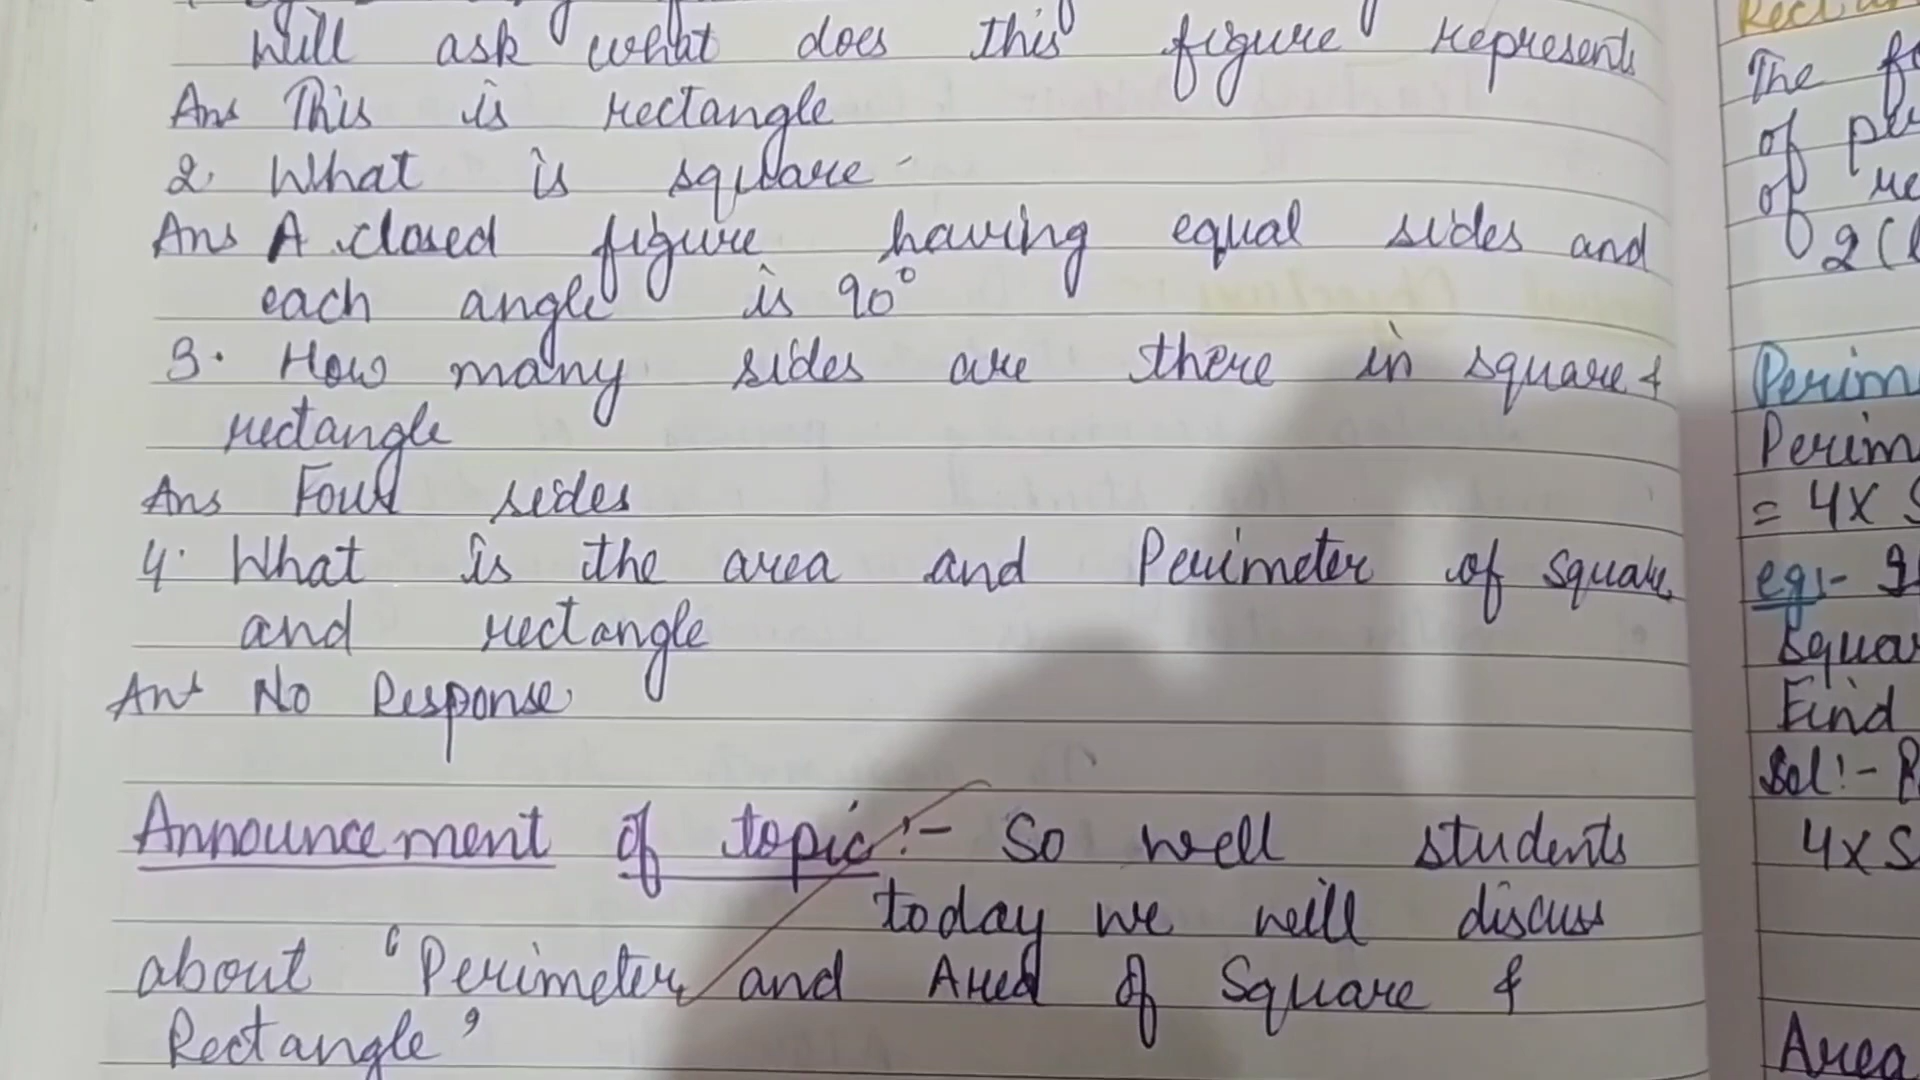 will ask what does this figure represents
Ans This is rectangle
2. What is square
Ans A closed figure having equal sides and
each angle is 90°
3. How many sides are there in square &
rectangle
Ans Four sides
4. What is the area and Perimeter of square
and rectangle
Ans No Response
Announcement of topic:- So well students
today we will discuss
about 'Perimeter and Area of Square &
Rectangle'
The
of
of
2(
Perim
Perim
= 4x S
eg:-
Squar
Find
Sol:-
4x S
Area